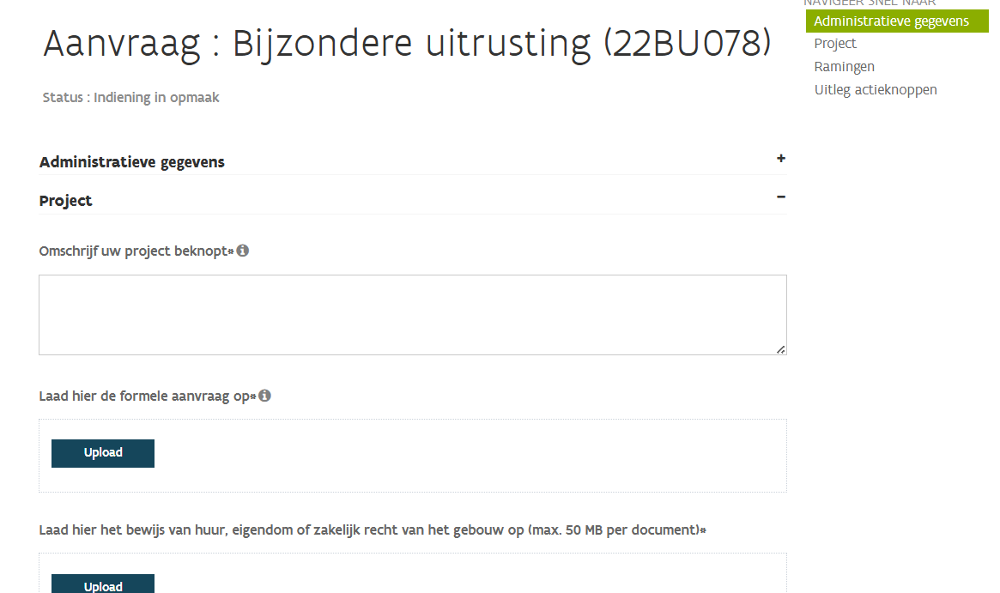 NAVIGEER SNEL NAAR
Administratieve gegevens
Project
Ramingen
Uitleg actieknoppen
Aanvraag : Bijzondere uitrusting (22BU078)
Status : Indiening in opmaak
Administratieve gegevens +
Project −
Omschrijf uw project beknopt*
Laad hier de formele aanvraag op*
Upload
Laad hier het bewijs van huur, eigendom of zakelijk recht van het gebouw op (max. 50 MB per document)*
Upload